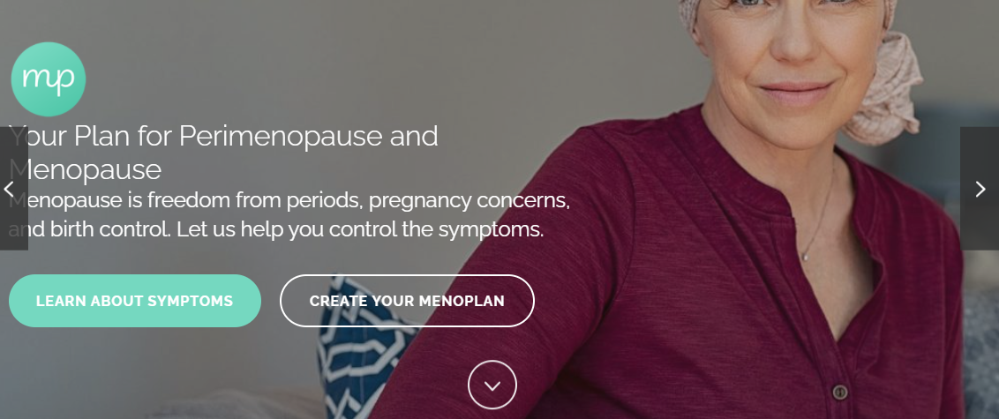 mp
Your Plan for Perimenopause and
Menopause
Menopause is freedom from periods, pregnancy concerns,
and birth control. Let us help you control the symptoms.
LEARN ABOUT SYMPTOMS CREATE YOUR MENOPLAN